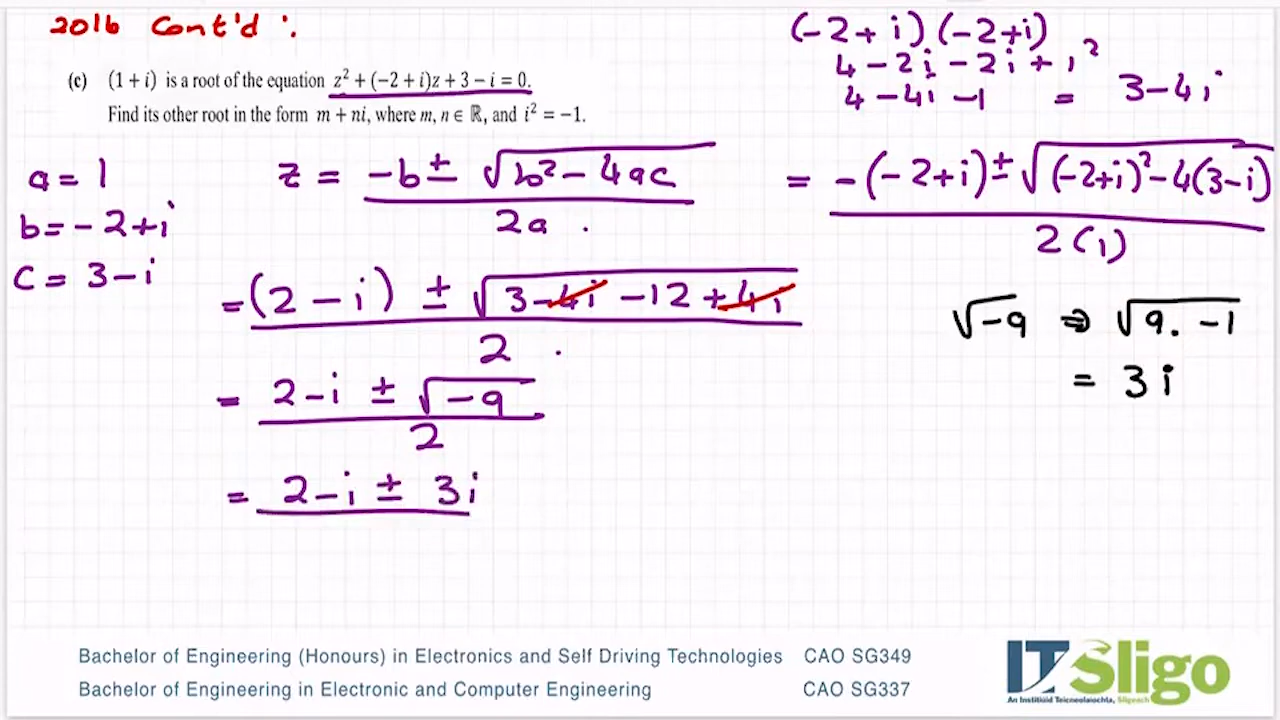 2016 Cont'd :
(-2+i)(-2+i)
4-2i-2i+i²
4-4i-1 = 3-4i
(c) (1 + i) is a root of the equation z² + (-2 + i)z + 3 - i = 0.
Find its other root in the form m + ni, where m, n ∈ ℝ, and i² = -1.
a = 1
b = -2+i
c = 3-i
z = -b ± √b²-4ac
2a .
= -(-2+i) ± √(-2+i)²-4(3-i)
2(1)
= (2-i) ± √3-4i-12+4i
2 .
√-9 ⇒ √9.-1
= 3i
= 2-i ± √-9
2
= 2-i ± 3i
Bachelor of Engineering (Honours) in Electronics and Self Driving Technologies CAO SG349
Bachelor of Engineering in Electronic and Computer Engineering CAO SG337
IT Sligo
An Institiúid Teicneolaíochta, Sligeach